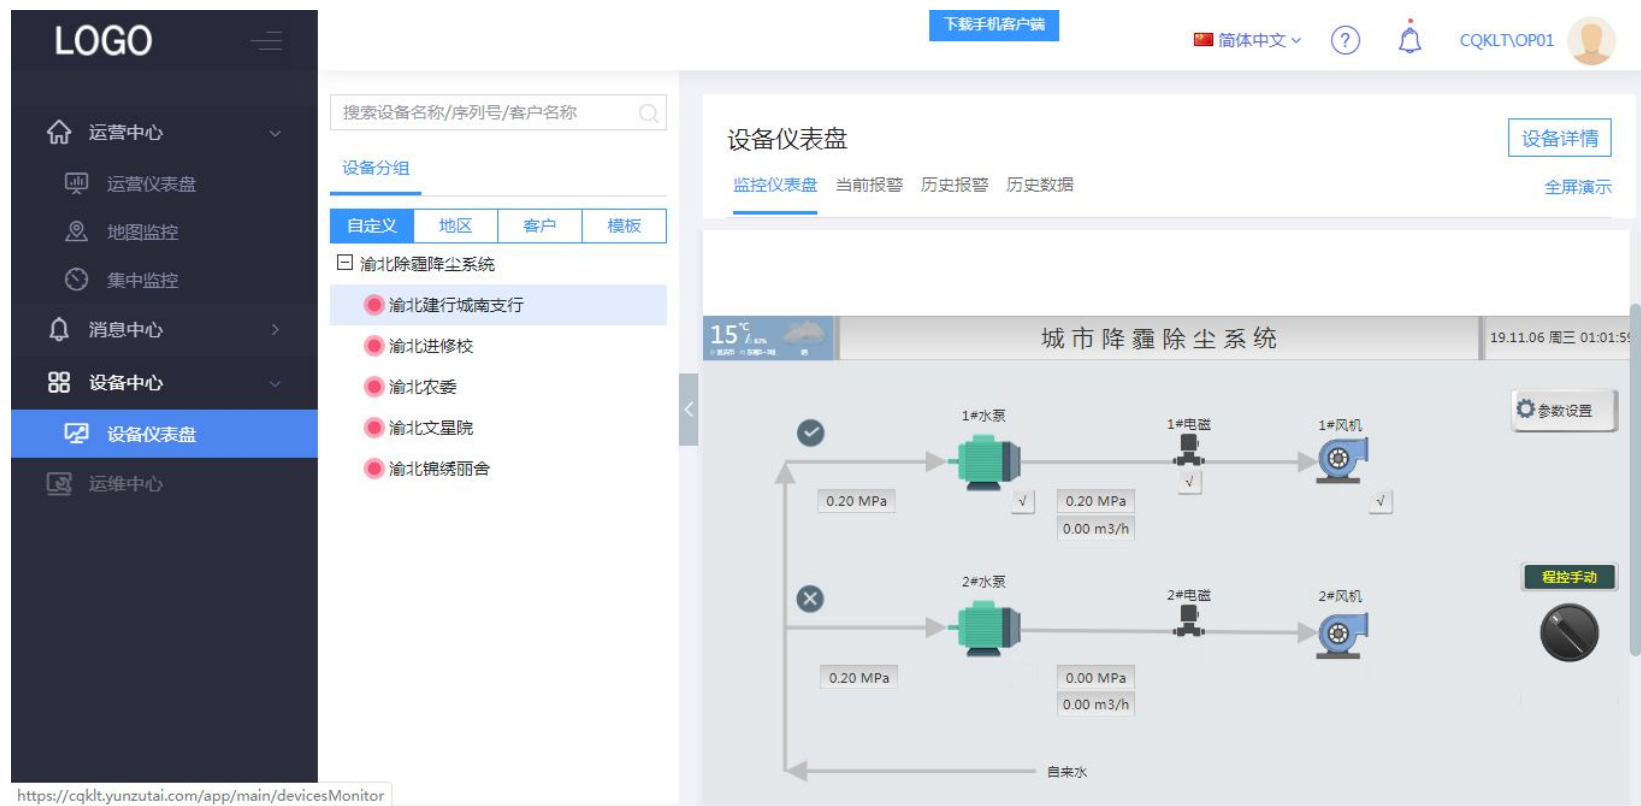 LOGO
下载手机客户端
简体中文
?
CQKLT\OP01
运营中心
运营仪表盘
地图监控
集中监控
消息中心
设备中心
设备仪表盘
运维中心
搜索设备名称/序列号/客户名称
设备分组
自定义 地区 客户 模板
渝北除霾降尘系统
渝北建行城南支行
渝北进修校
渝北农委
渝北文星院
渝北锦绣丽舍
设备仪表盘
设备详情
监控仪表盘 当前报警 历史报警 历史数据
全屏演示
15℃
城市降霾除尘系统
19.11.06 周三 01:01:59
参数设置
1#水泵
1#电磁
1#风机
0.20 MPa
√
0.20 MPa
√
√
0.00 m3/h
程控手动
2#水泵
2#电磁
2#风机
0.20 MPa
0.00 MPa
0.00 m3/h
自来水
https://cqklt.yunzutai.com/app/main/devicesMonitor